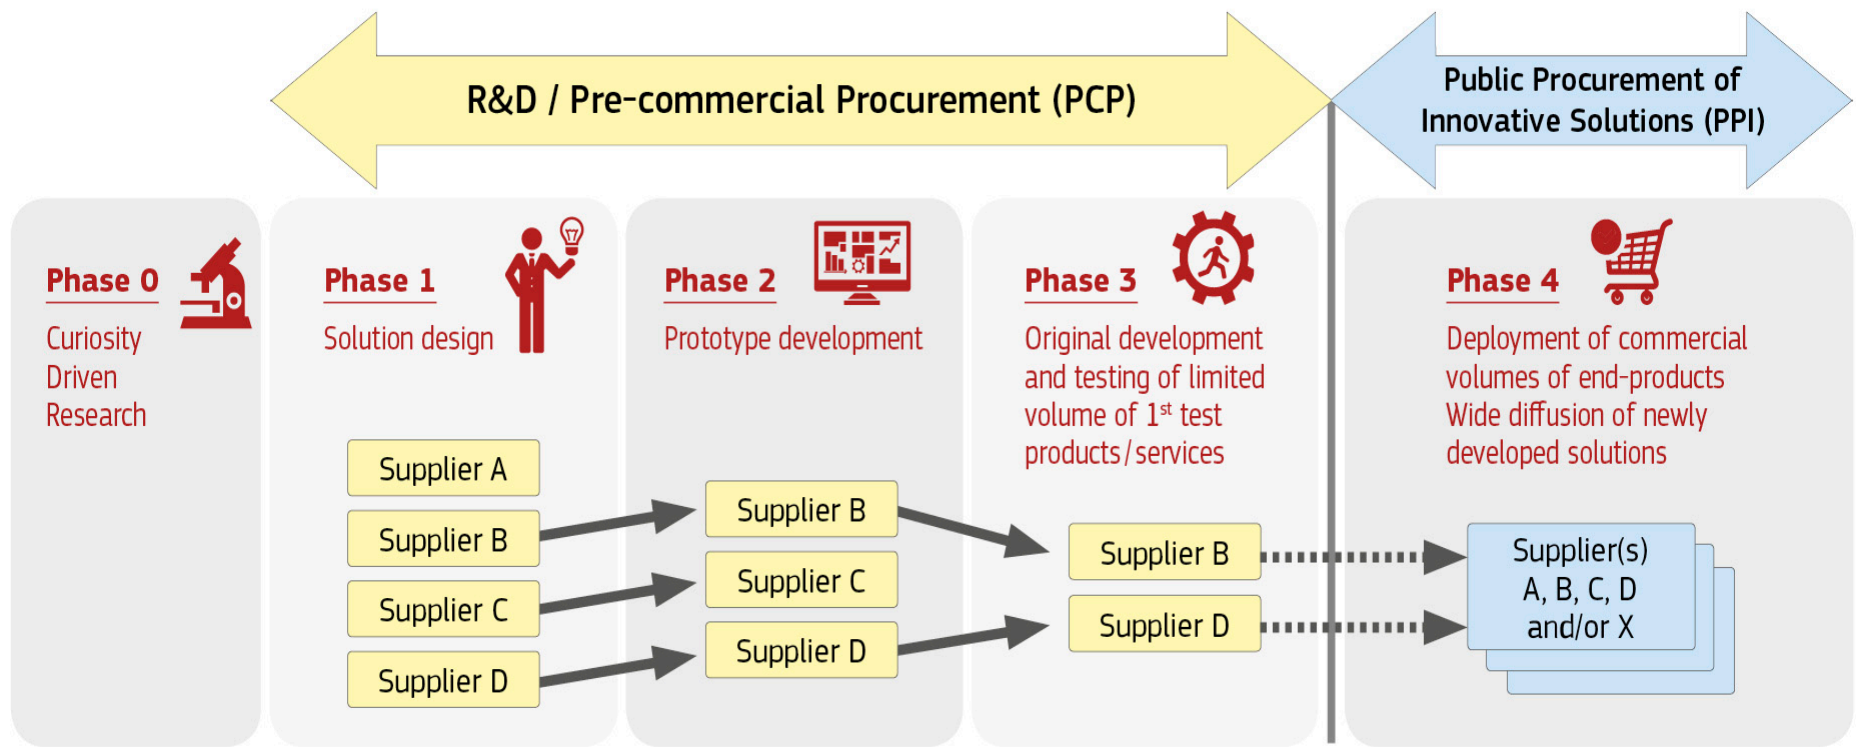 R&D / Pre-commercial Procurement (PCP)
Public Procurement of
Innovative Solutions (PPI)
Phase 0
Curiosity
Driven
Research
Phase 1
Solution design
Supplier A
Supplier B
Supplier C
Supplier D
Phase 2
Prototype development
Supplier B
Supplier C
Supplier D
Phase 3
Original development
and testing of limited
volume of 1st test
products/services
Supplier B
Supplier D
Phase 4
Deployment of commercial
volumes of end-products
Wide diffusion of newly
developed solutions
Supplier(s)
A, B, C, D
and/or X